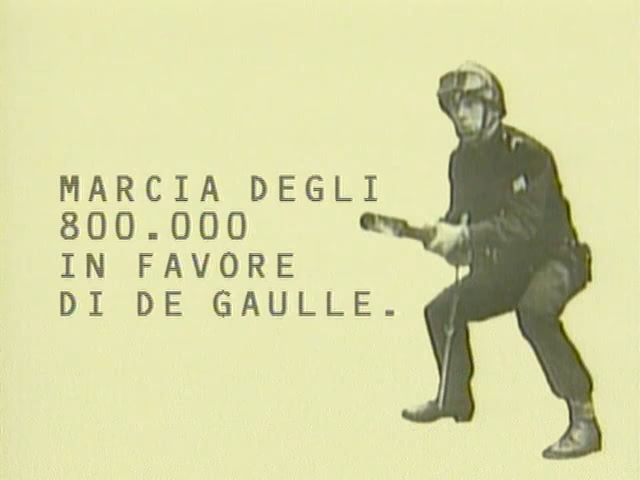 MARCIA DEGLI
800.000
IN FAVORE
DI DE GAULLE.